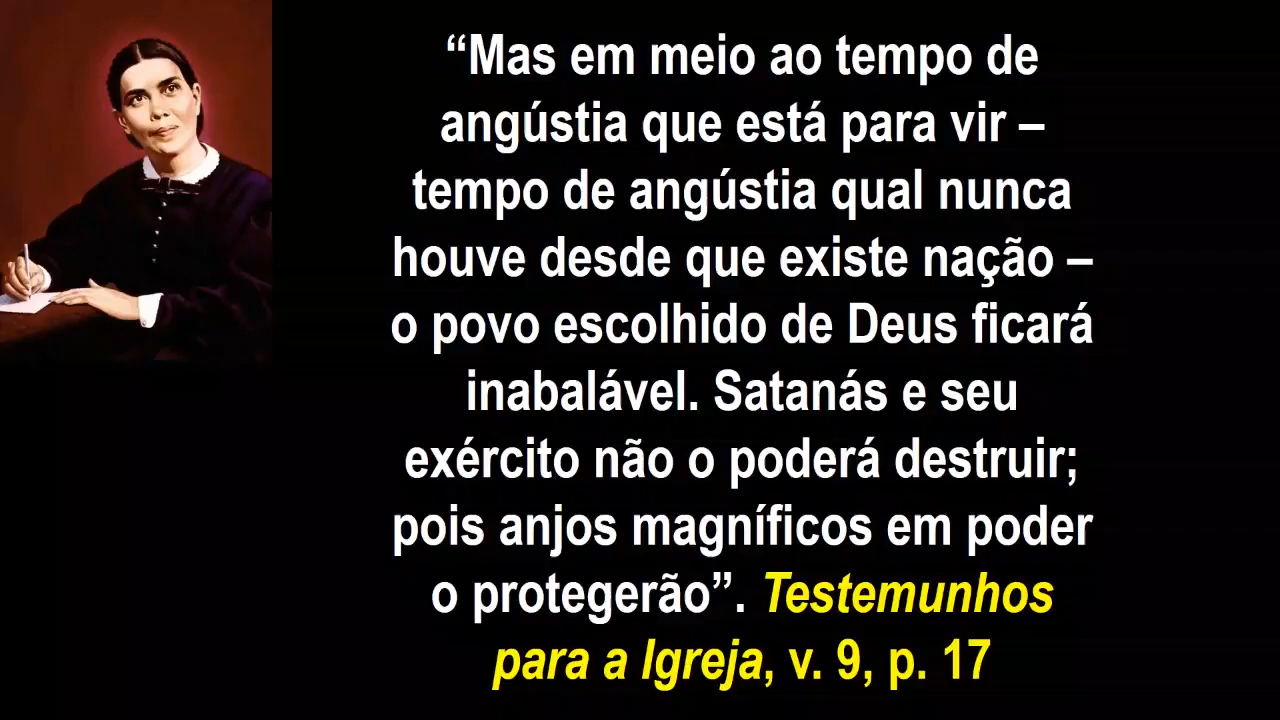 “Mas em meio ao tempo de
angústia que está para vir –
tempo de angústia qual nunca
houve desde que existe nação –
o povo escolhido de Deus ficará
inabalável. Satanás e seu
exército não o poderá destruir;
pois anjos magníficos em poder
o protegerão”. Testemunhos
para a Igreja, v. 9, p. 17